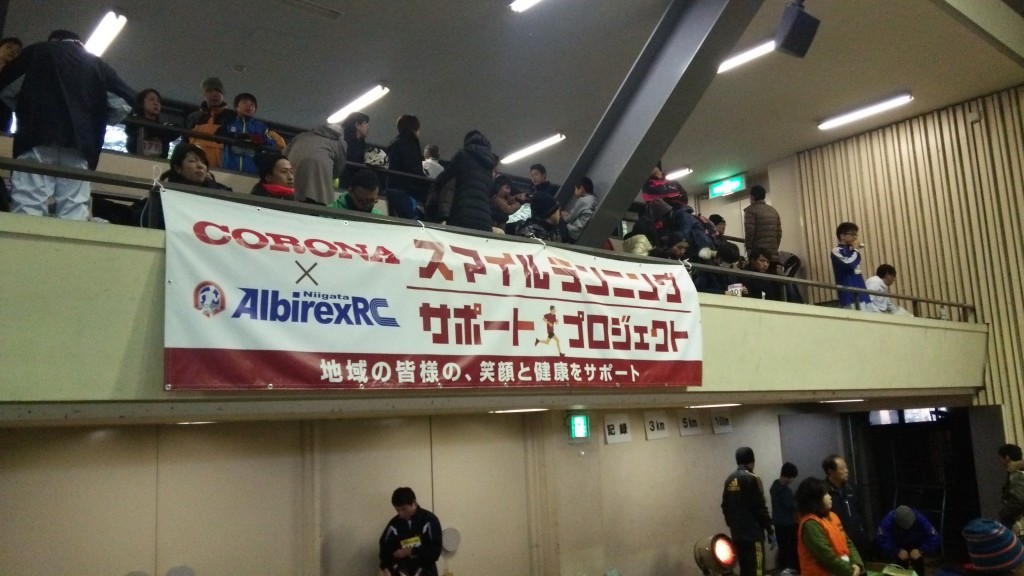 CORONA
×
Niigata
AlbirexRC
スマイルランニング
サポート プロジェクト
地域の皆様の、笑顔と健康をサポート
記録
3km
5km
10km